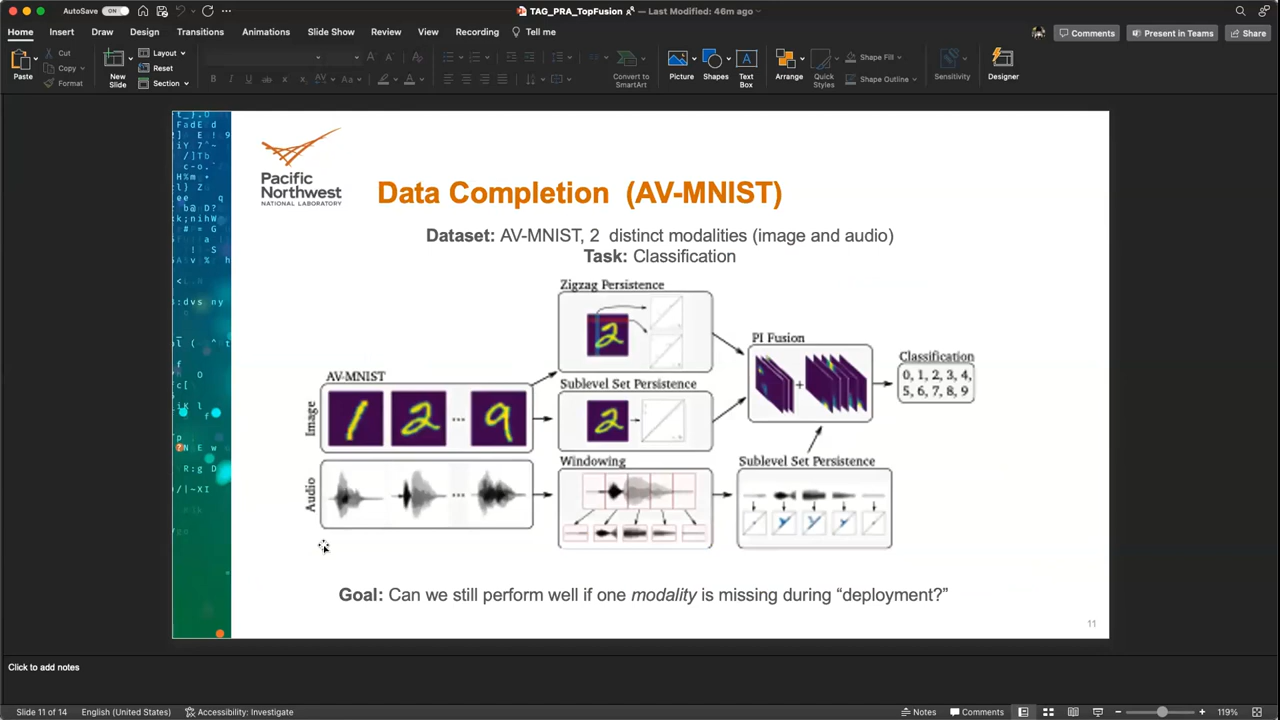 AutoSave ON
TAG_PRA_TopFusion — Last Modified: 46m ago
Home Insert Draw Design Transitions Animations Slide Show Review View Recording Tell me
Comments Present in Teams Share
Paste
Cut
Copy
Format
New Slide
Layout
Reset
Section
Convert to SmartArt
Picture
Shapes
Text Box
Arrange
Quick Styles
Shape Fill
Shape Outline
Sensitivity
Designer
Pacific
Northwest
NATIONAL LABORATORY
Data Completion (AV-MNIST)
Dataset: AV-MNIST, 2 distinct modalities (image and audio)
Task: Classification
Zigzag Persistence
PI Fusion
Classification
0, 1, 2, 3, 4,
5, 6, 7, 8, 9
AV-MNIST
Sublevel Set Persistence
Image
1 2 ... 9
Windowing
Sublevel Set Persistence
Audio
...
Goal: Can we still perform well if one modality is missing during “deployment?”
11
Click to add notes
Slide 11 of 14 English (United States) Accessibility: Investigate
Notes Comments 119%